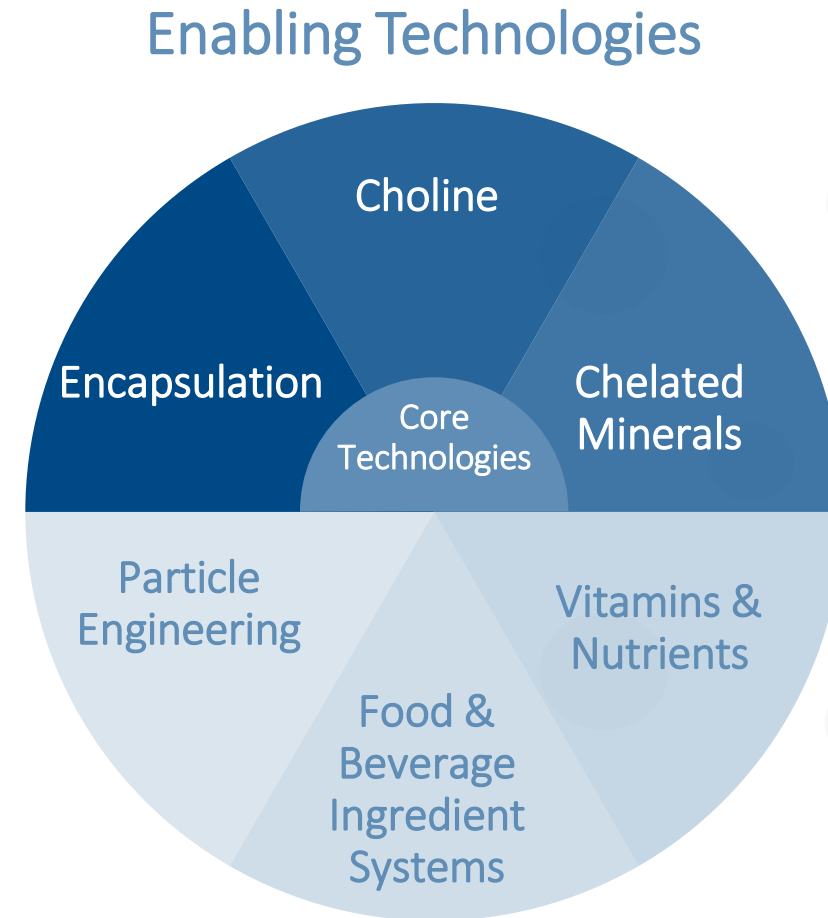 Enabling Technologies
Choline
Encapsulation
Chelated
Minerals
Core
Technologies
Particle
Engineering
Vitamins &
Nutrients
Food &
Beverage
Ingredient
Systems